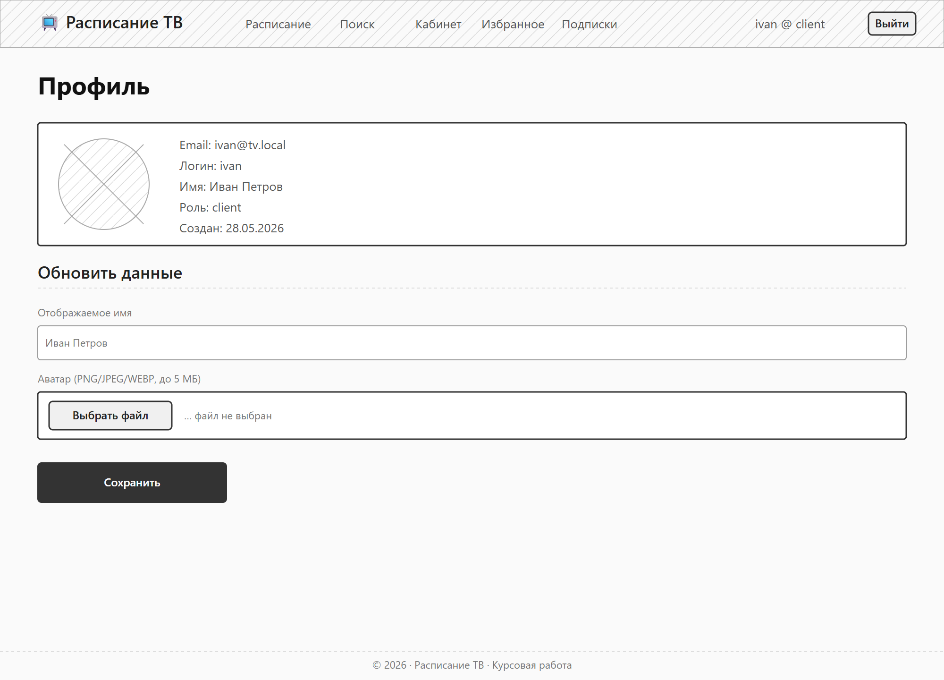 Расписание ТВ Расписание Поиск Кабинет Избранное Подписки ivan @ client Выйти
Профиль
Email: ivan@tv.local
Логин: ivan
Имя: Иван Петров
Роль: client
Создан: 28.05.2026
Обновить данные
Отображаемое имя
Иван Петров
Аватар (PNG/JPEG/WEBP, до 5 МБ)
Выбрать файл ... файл не выбран
Сохранить
© 2026 · Расписание ТВ · Курсовая работа